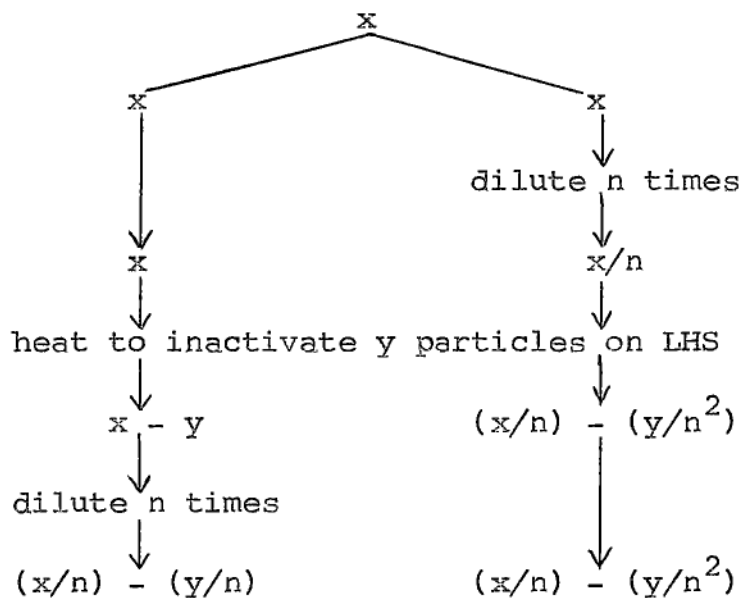 x
x x
dilute n times
x x/n
heat to inactivate y particles on LHS
x - y (x/n) - (y/n²)
dilute n times
(x/n) - (y/n) (x/n) - (y/n²)